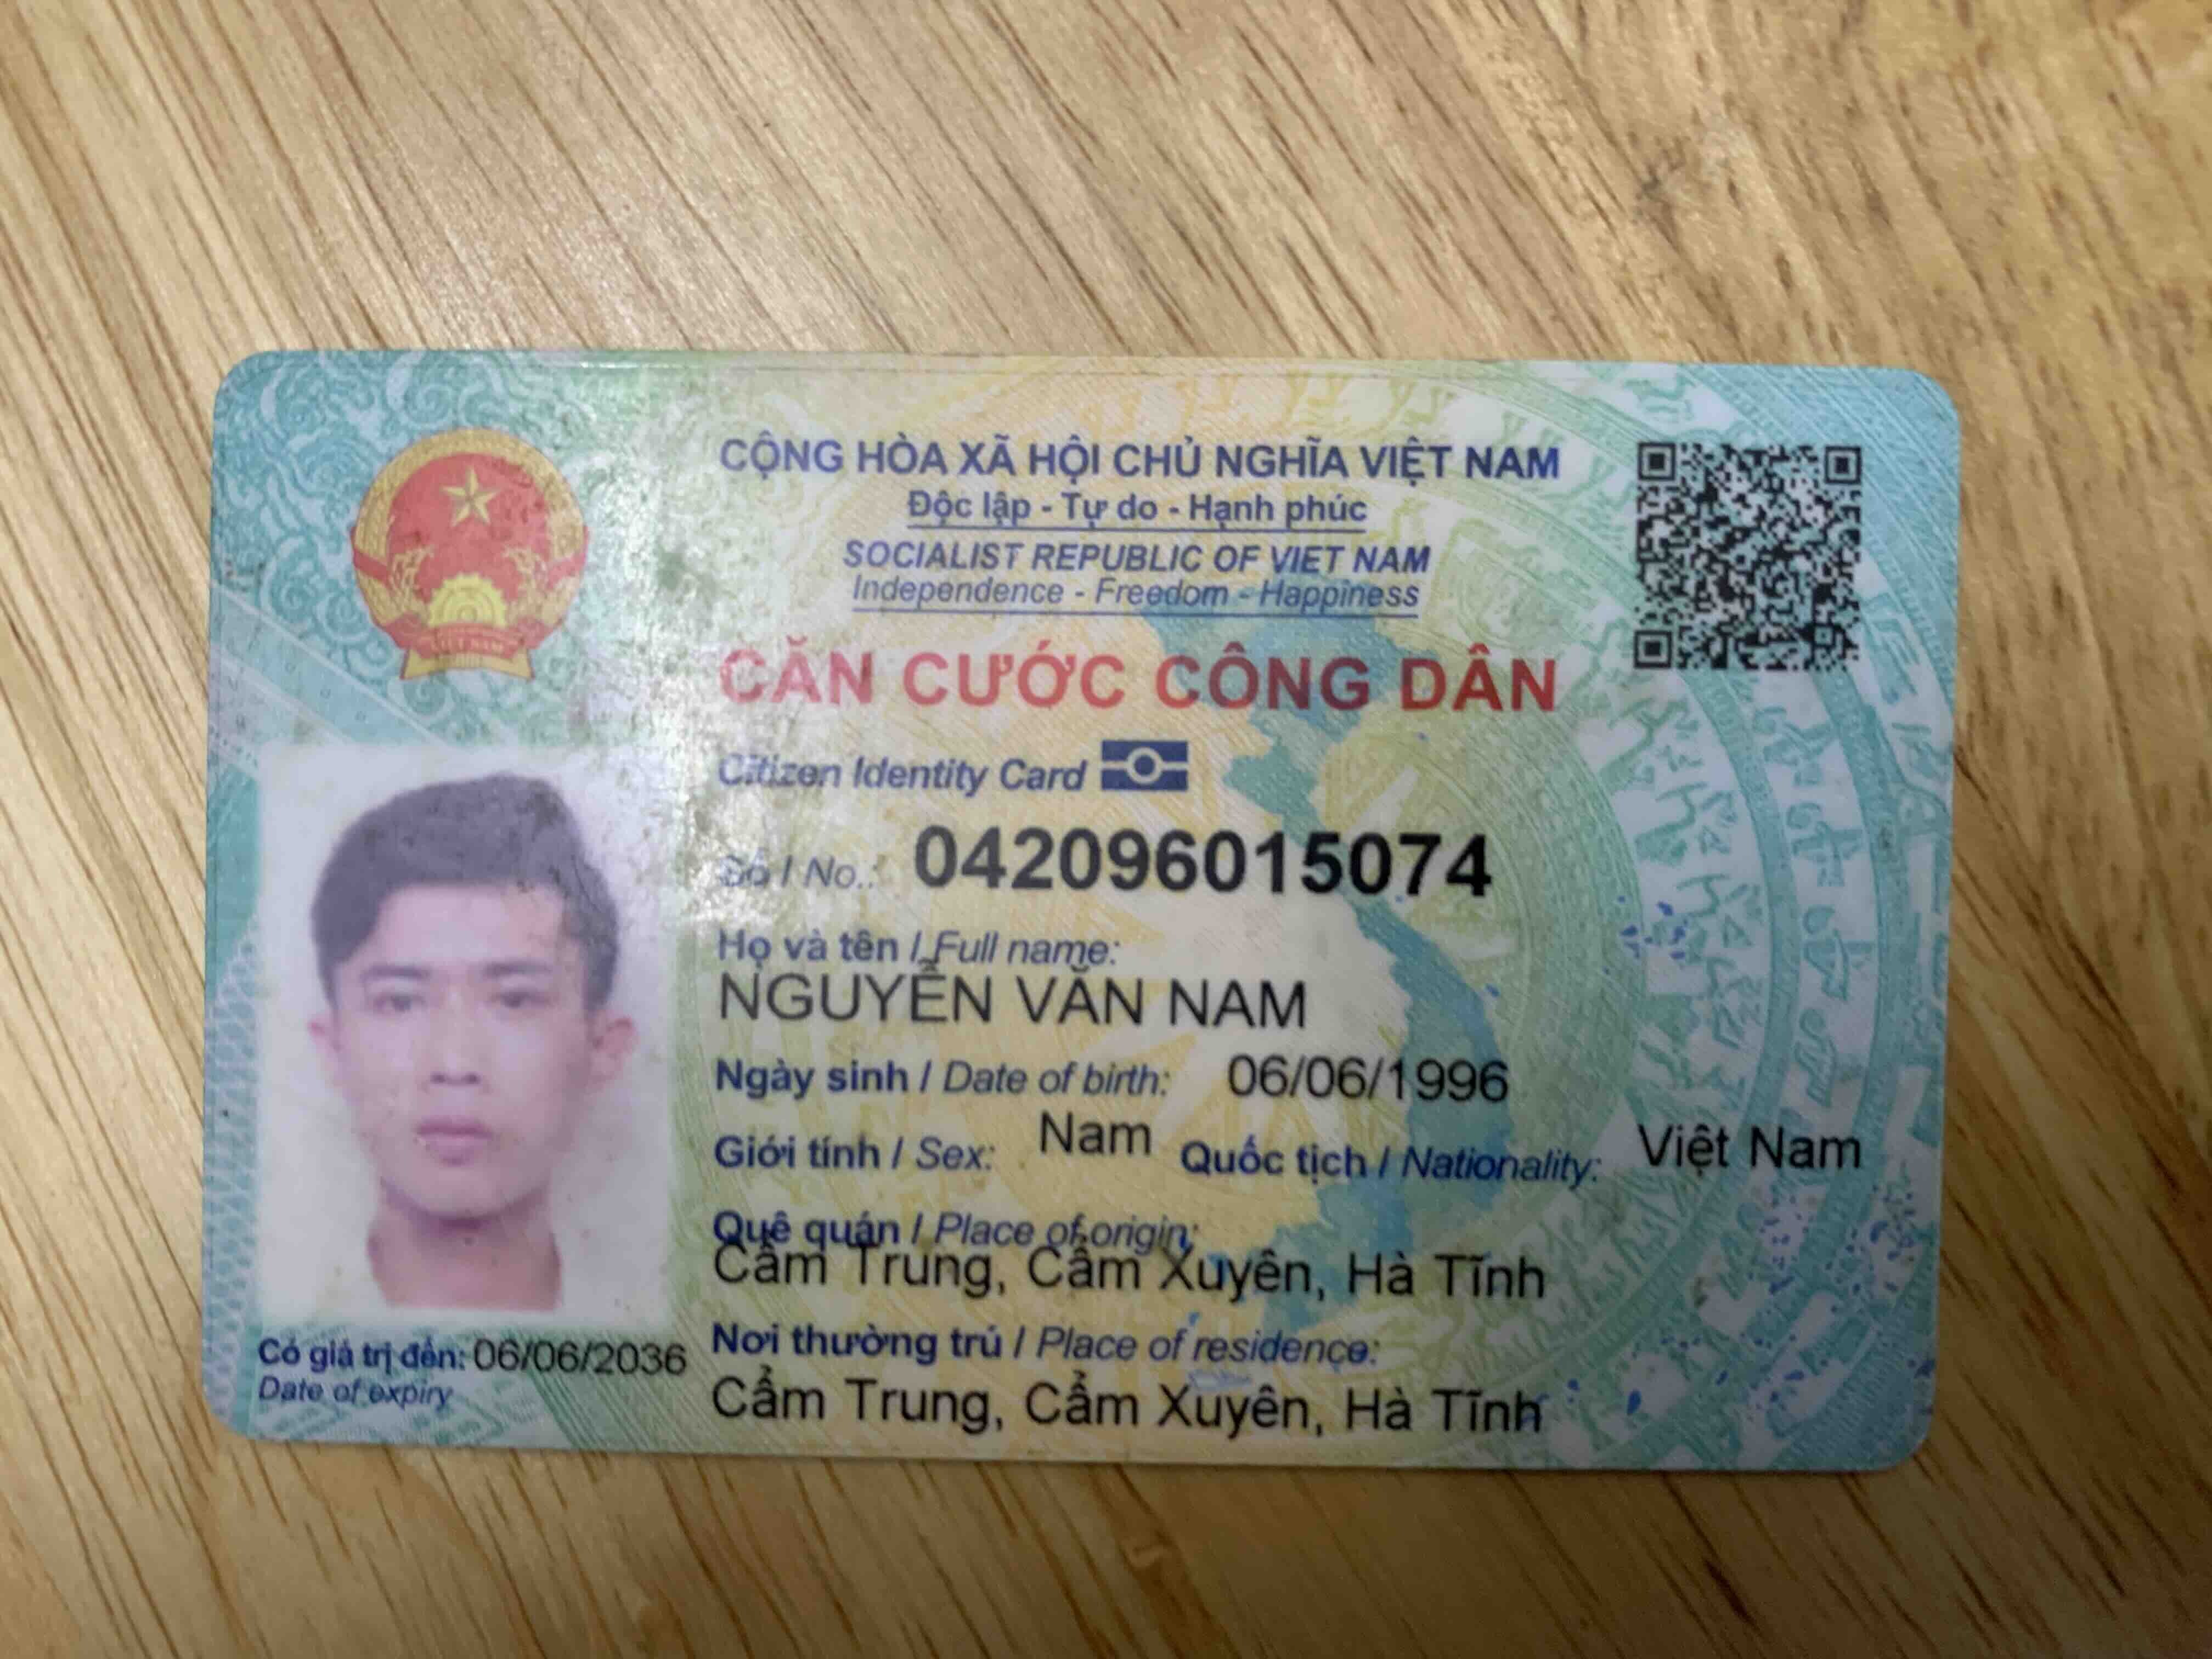 CỘNG HÒA XÃ HỘI CHỦ NGHĨA VIỆT NAM
Độc lập - Tự do - Hạnh phúc
SOCIALIST REPUBLIC OF VIET NAM
Independence - Freedom - Happiness
CĂN CƯỚC CÔNG DÂN
Citizen Identity Card
Số / No.: 042096015074
Họ và tên / Full name:
NGUYỄN VĂN NAM
Ngày sinh / Date of birth: 06/06/1996
Giới tính / Sex: Nam Quốc tịch / Nationality: Việt Nam
Quê quán / Place of origin:
Cẩm Trung, Cẩm Xuyên, Hà Tĩnh
Nơi thường trú / Place of residence:
Cẩm Trung, Cẩm Xuyên, Hà Tĩnh
Có giá trị đến: 06/06/2036
Date of expiry
VIỆT NAM